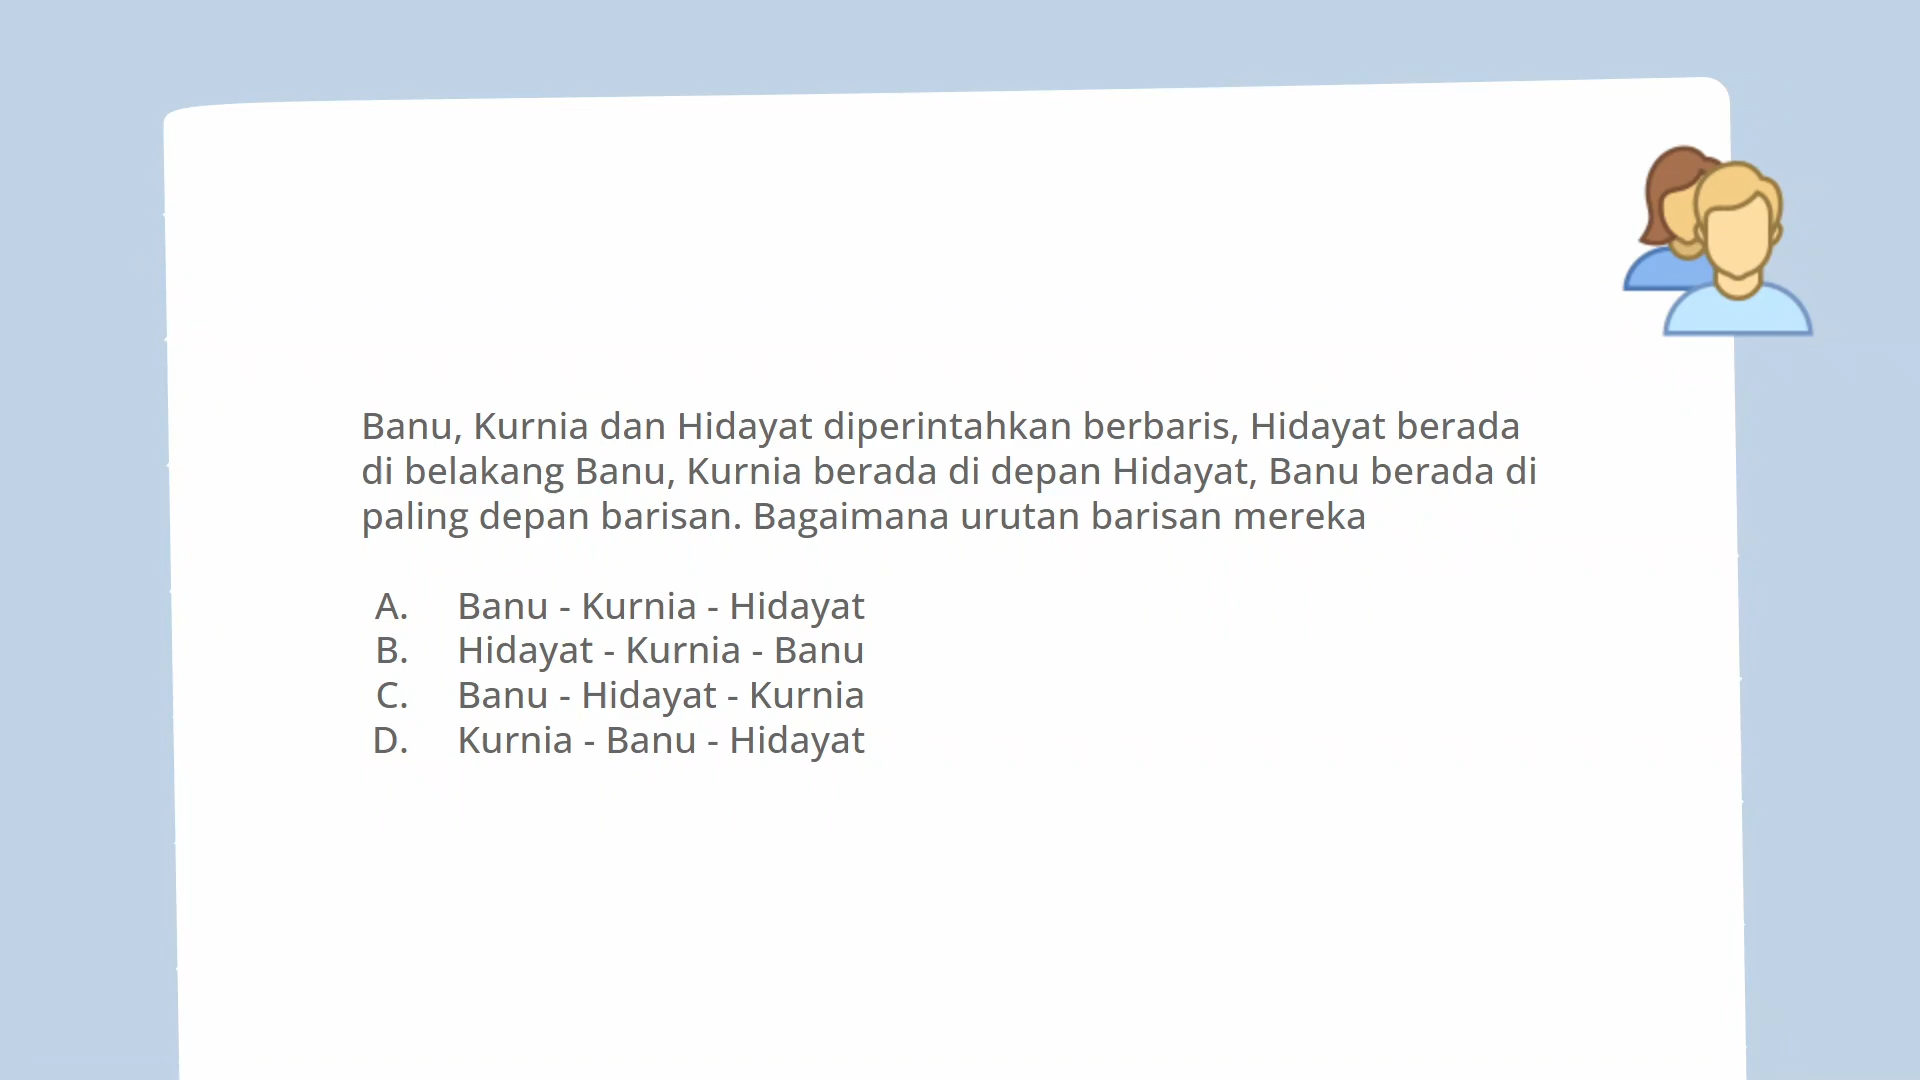 Banu, Kurnia dan Hidayat diperintahkan berbaris, Hidayat berada
di belakang Banu, Kurnia berada di depan Hidayat, Banu berada di
paling depan barisan. Bagaimana urutan barisan mereka
A. Banu - Kurnia - Hidayat
B. Hidayat - Kurnia - Banu
C. Banu - Hidayat - Kurnia
D. Kurnia - Banu - Hidayat